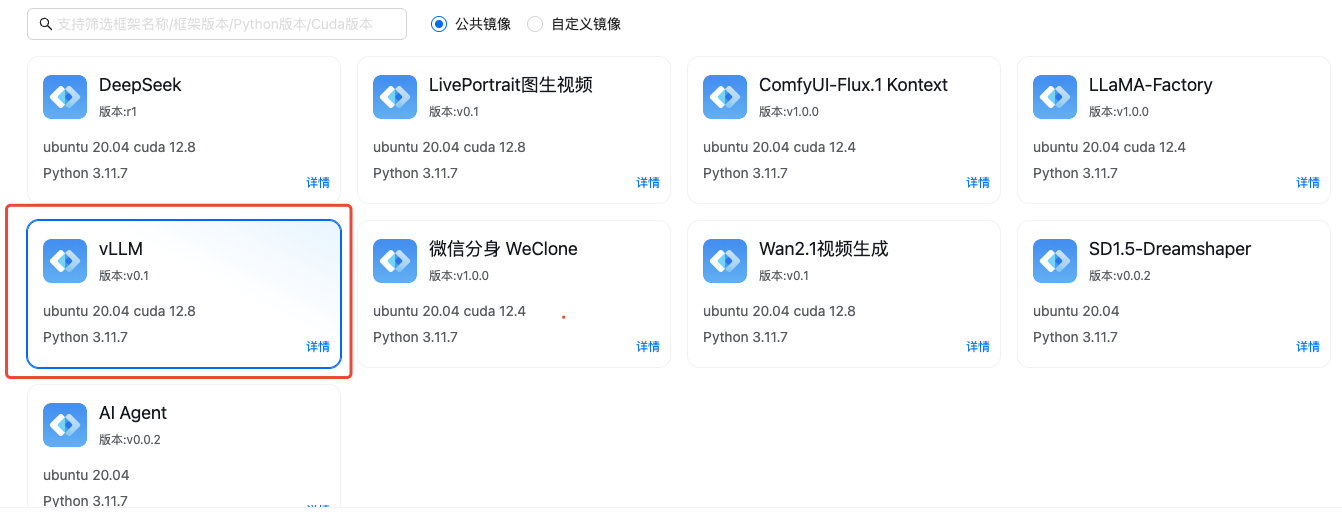 支持筛选框架名称/框架版本/Python版本/Cuda版本
公共镜像
自定义镜像
DeepSeek
版本:r1
ubuntu 20.04 cuda 12.8
Python 3.11.7
详情
LivePortrait图生视频
版本:v0.1
ubuntu 20.04 cuda 12.8
Python 3.11.7
详情
ComfyUI-Flux.1 Kontext
版本:v1.0.0
ubuntu 20.04 cuda 12.4
Python 3.11.7
详情
LLaMA-Factory
版本:v1.0.0
ubuntu 20.04 cuda 12.4
Python 3.11.7
详情
vLLM
版本:v0.1
ubuntu 20.04 cuda 12.8
Python 3.11.7
详情
微信分身 WeClone
版本:v1.0.0
ubuntu 20.04 cuda 12.4
Python 3.11.7
详情
Wan2.1视频生成
版本:v0.1
ubuntu 20.04 cuda 12.8
Python 3.11.7
详情
SD1.5-Dreamshaper
版本:v0.0.2
ubuntu 20.04
Python 3.11.7
详情
AI Agent
版本:v0.0.2
ubuntu 20.04
Python 3.11.7